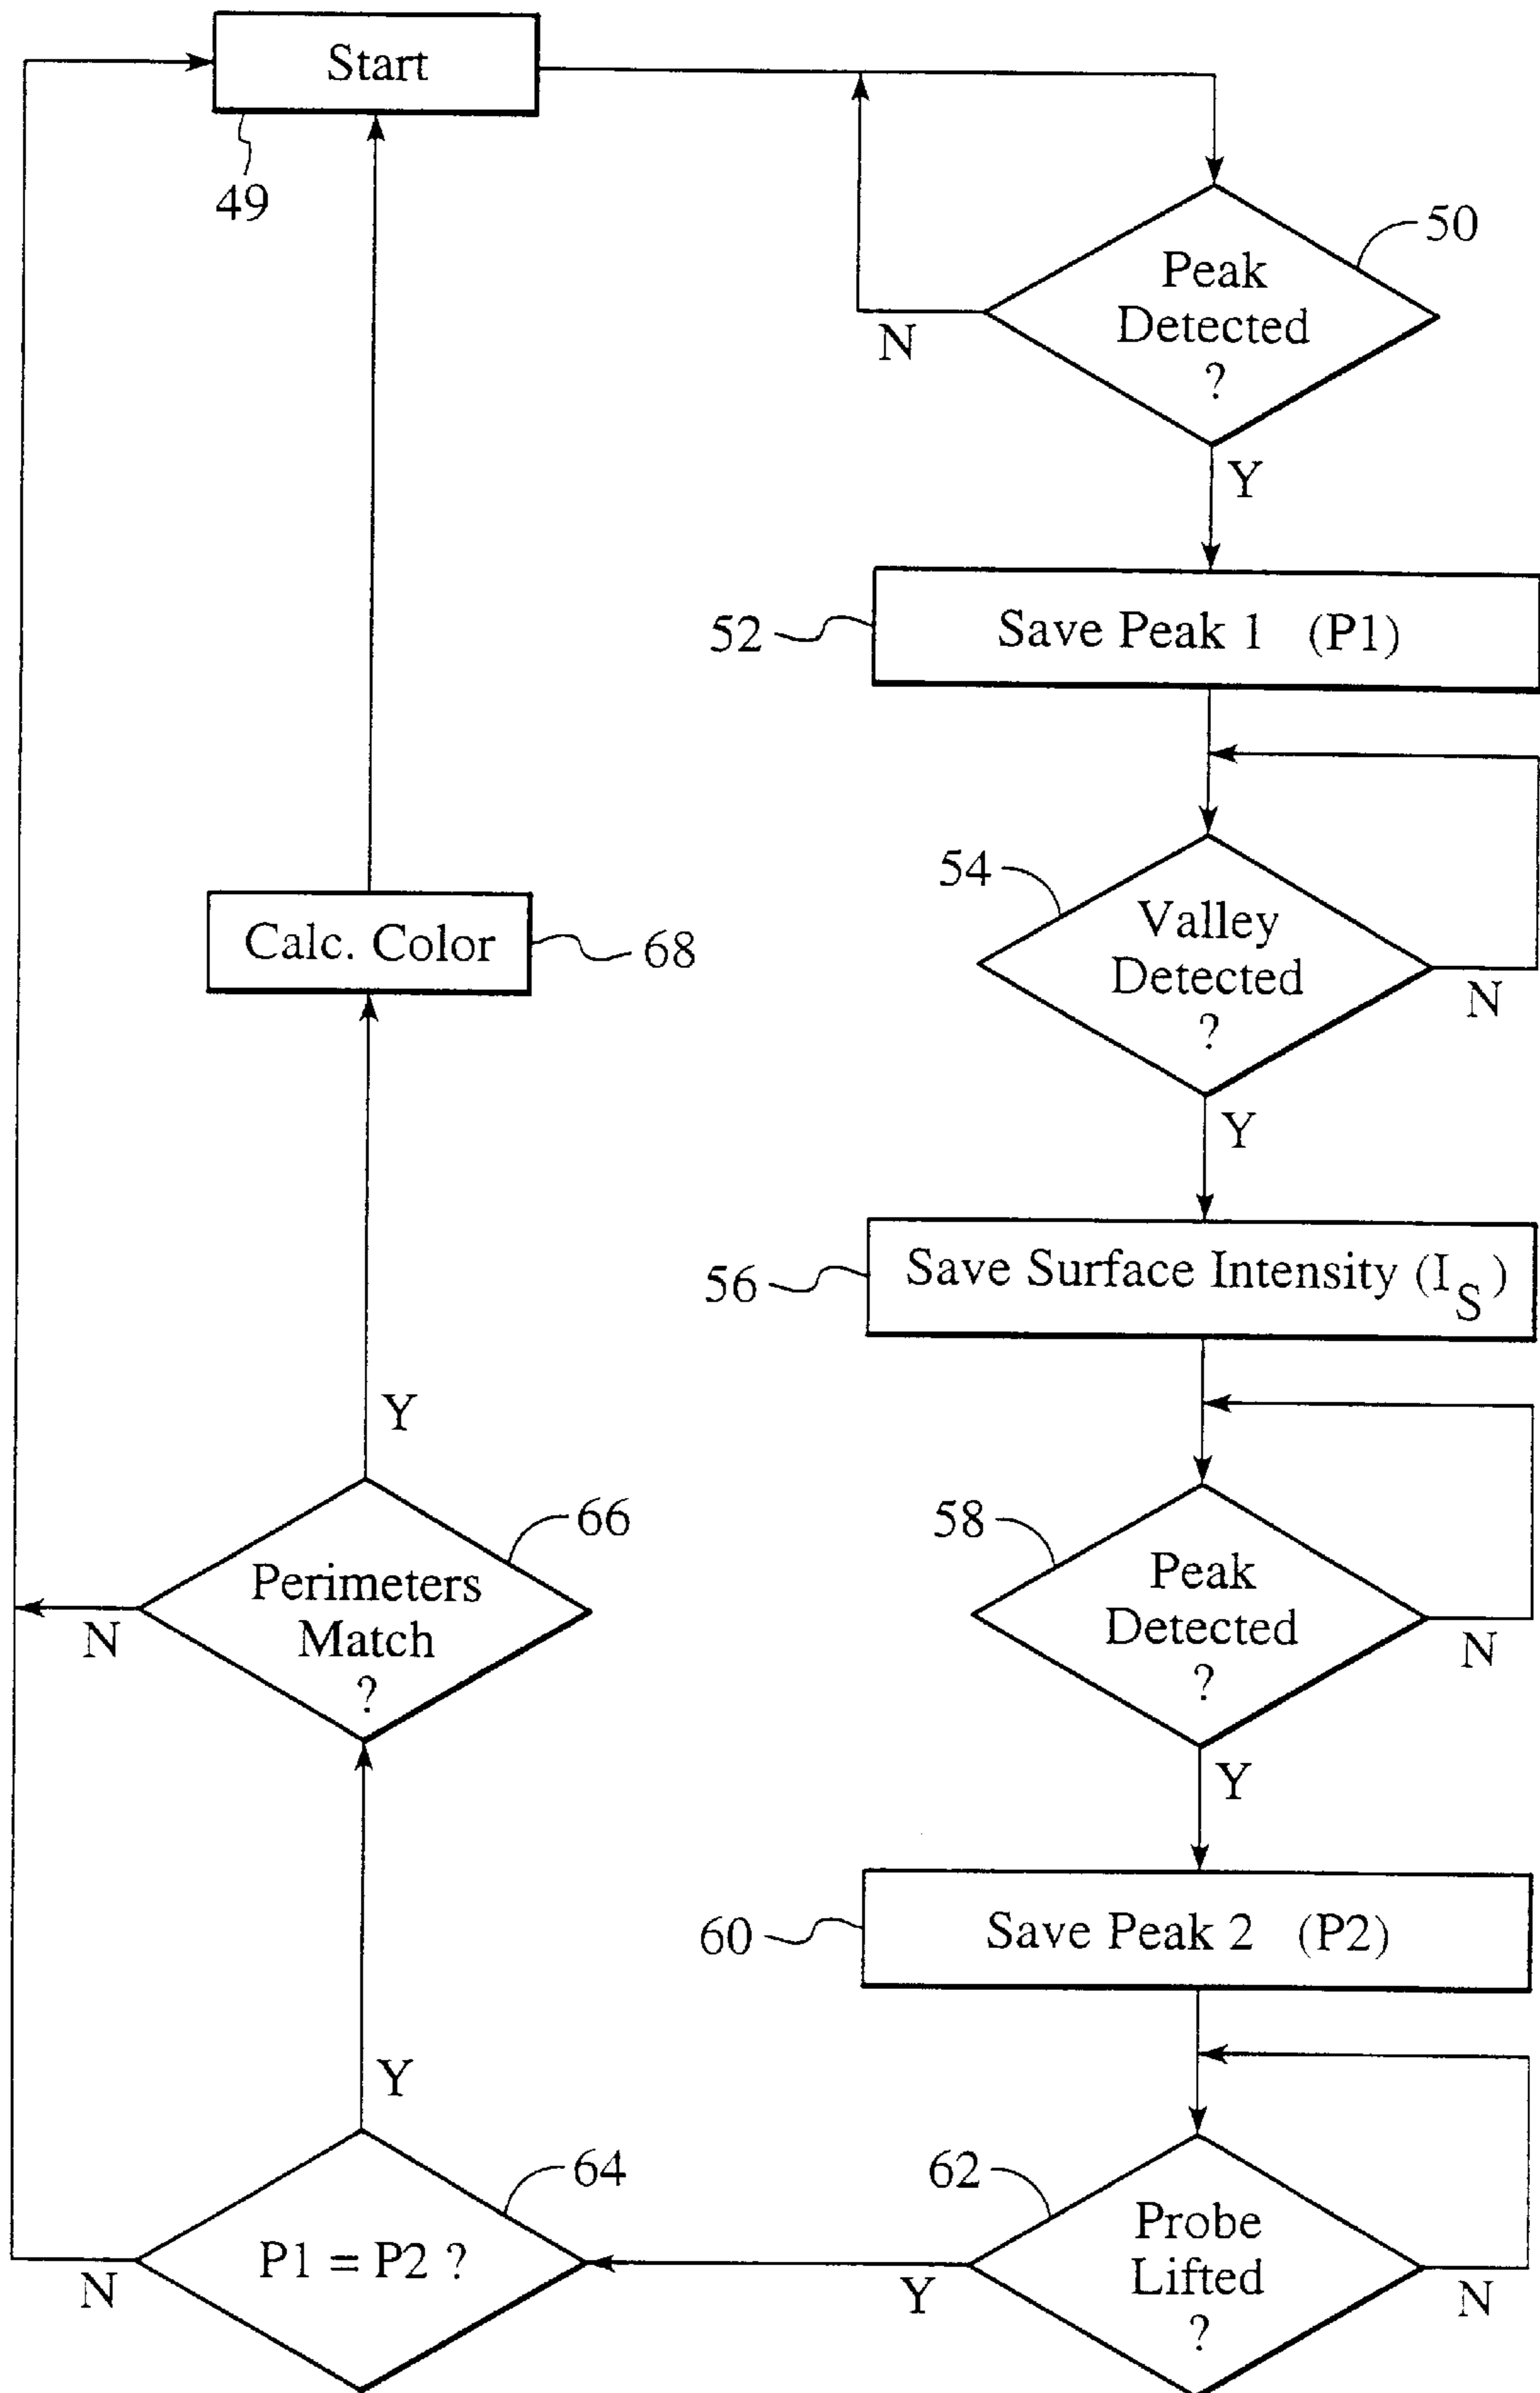 Start
49
Peak
Detected
?
50
N
Y
52
Save Peak 1 (P1)
54
Valley
Detected
?
N
Y
56
Save Surface Intensity (I_S)
58
Peak
Detected
?
N
Y
60
Save Peak 2 (P2)
62
Probe
Lifted
?
N
Y
64
P1 = P2 ?
N
Y
66
Perimeters
Match
?
N
Y
Calc. Color
68